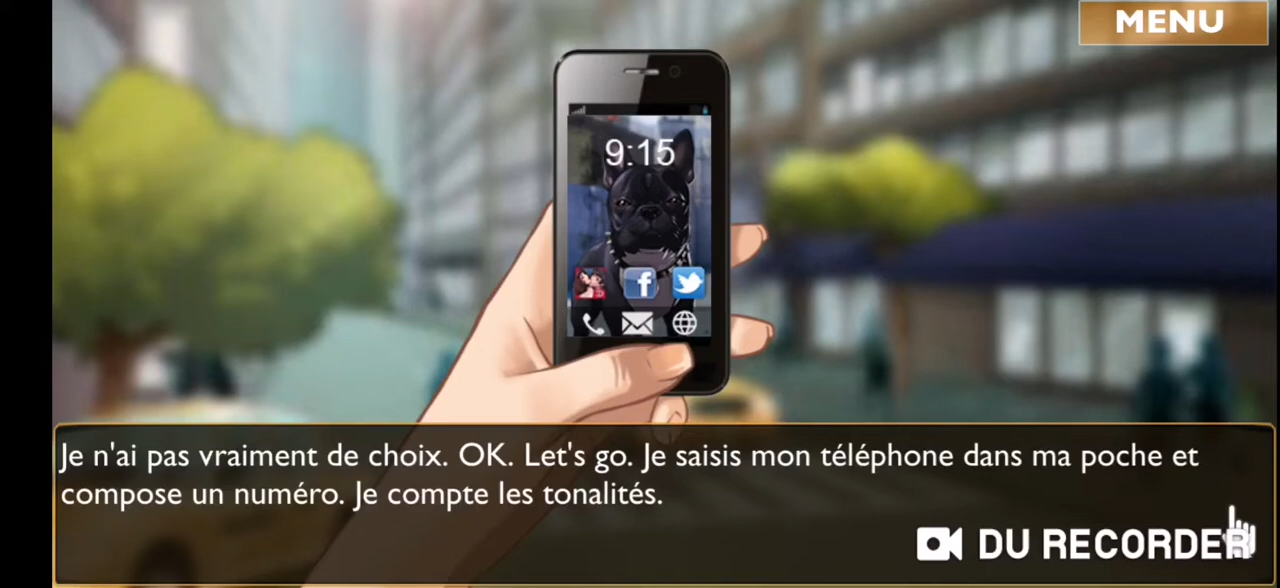 MENU
9:15
f
Je n'ai pas vraiment de choix. OK. Let's go. Je saisis mon téléphone dans ma poche et
compose un numéro. Je compte les tonalités.
DU RECORDER